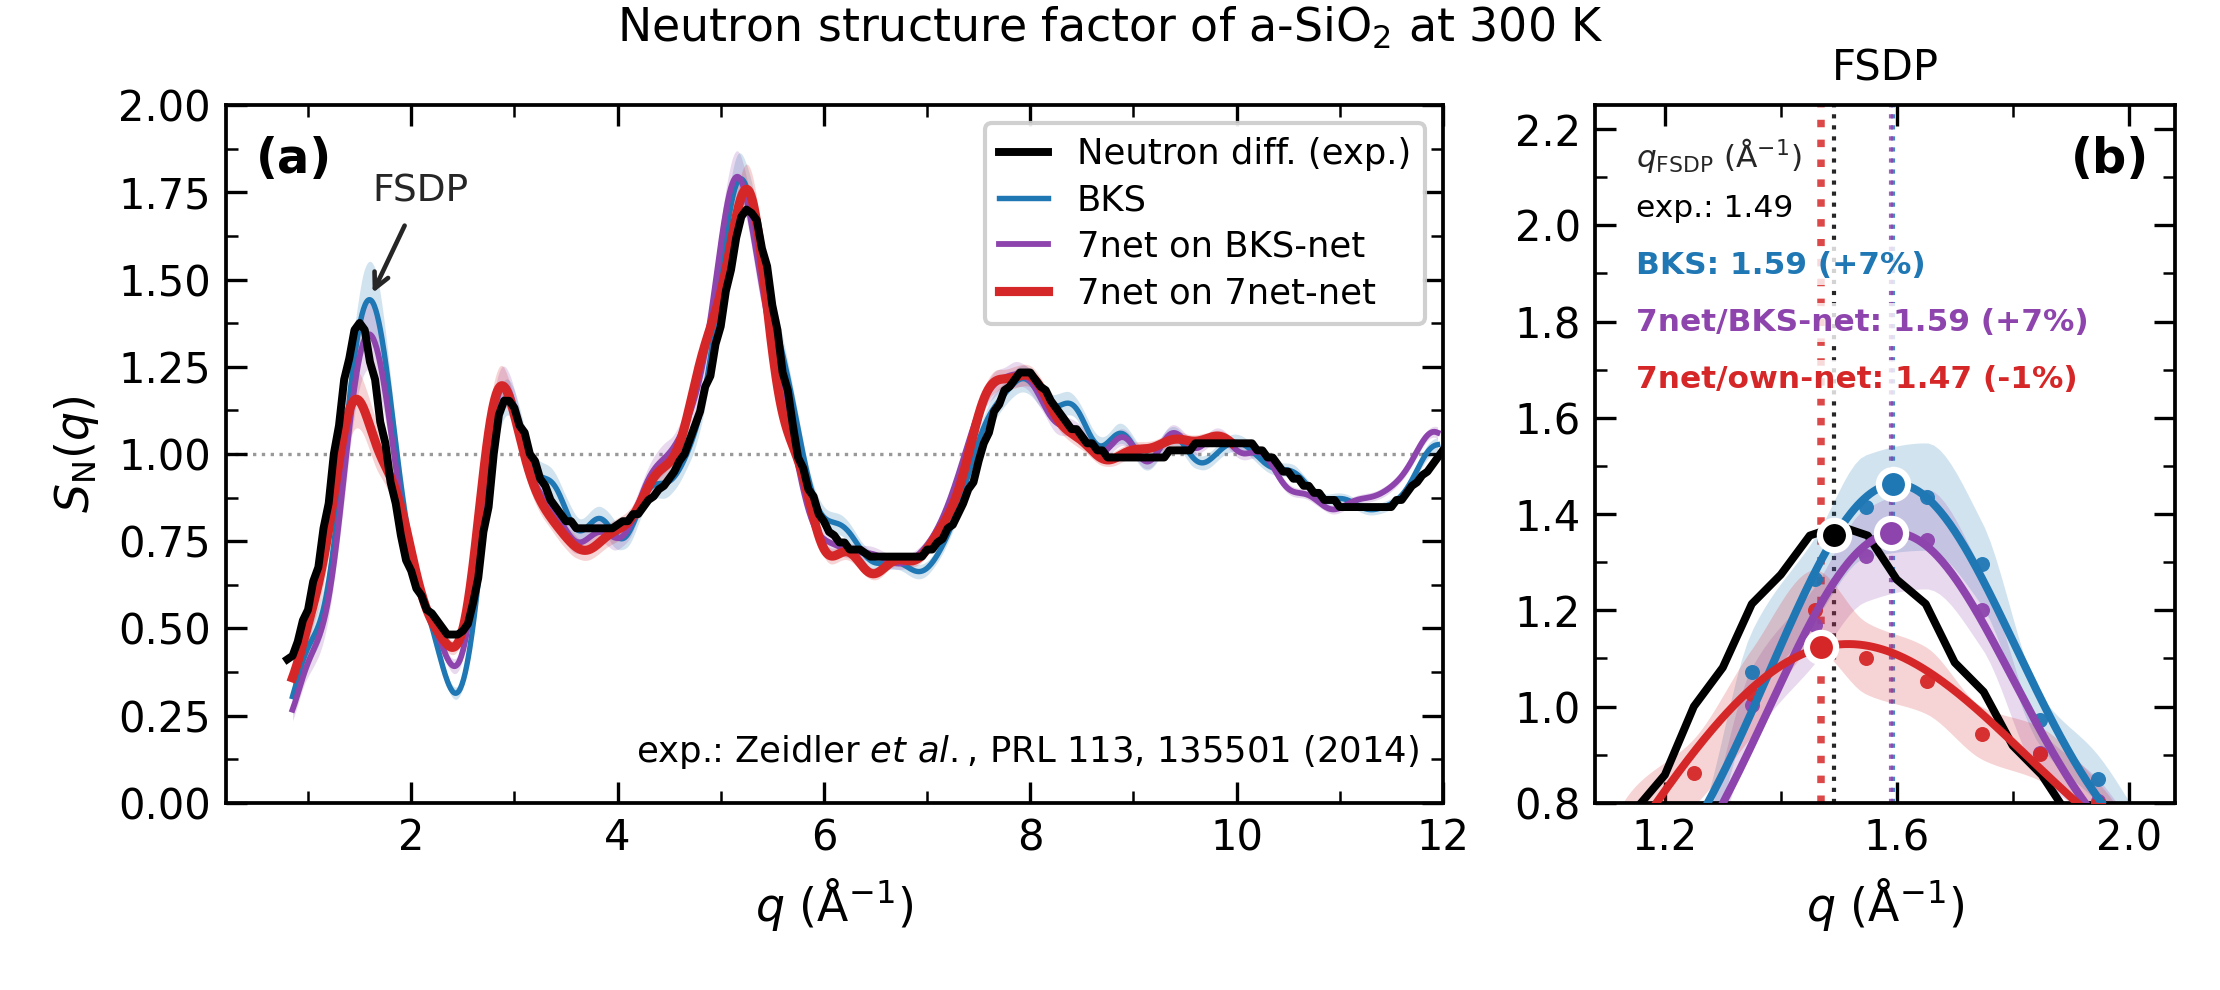 Neutron structure factor of a-SiO₂ at 300 K
(a)
FSDP
Neutron diff. (exp.)
BKS
7net on BKS-net
7net on 7net-net
exp.: Zeidler et al., PRL 113, 135501 (2014)
2.00
1.75
1.50
1.25
1.00
0.75
0.50
0.25
0.00
S_N(q)
2 4 6 8 10 12
q (Å⁻¹)
FSDP
(b)
q_FSDP (Å⁻¹)
exp.: 1.49
BKS: 1.59 (+7%)
7net/BKS-net: 1.59 (+7%)
7net/own-net: 1.47 (-1%)
2.2
2.0
1.8
1.6
1.4
1.2
1.0
0.8
1.2 1.6 2.0
q (Å⁻¹)